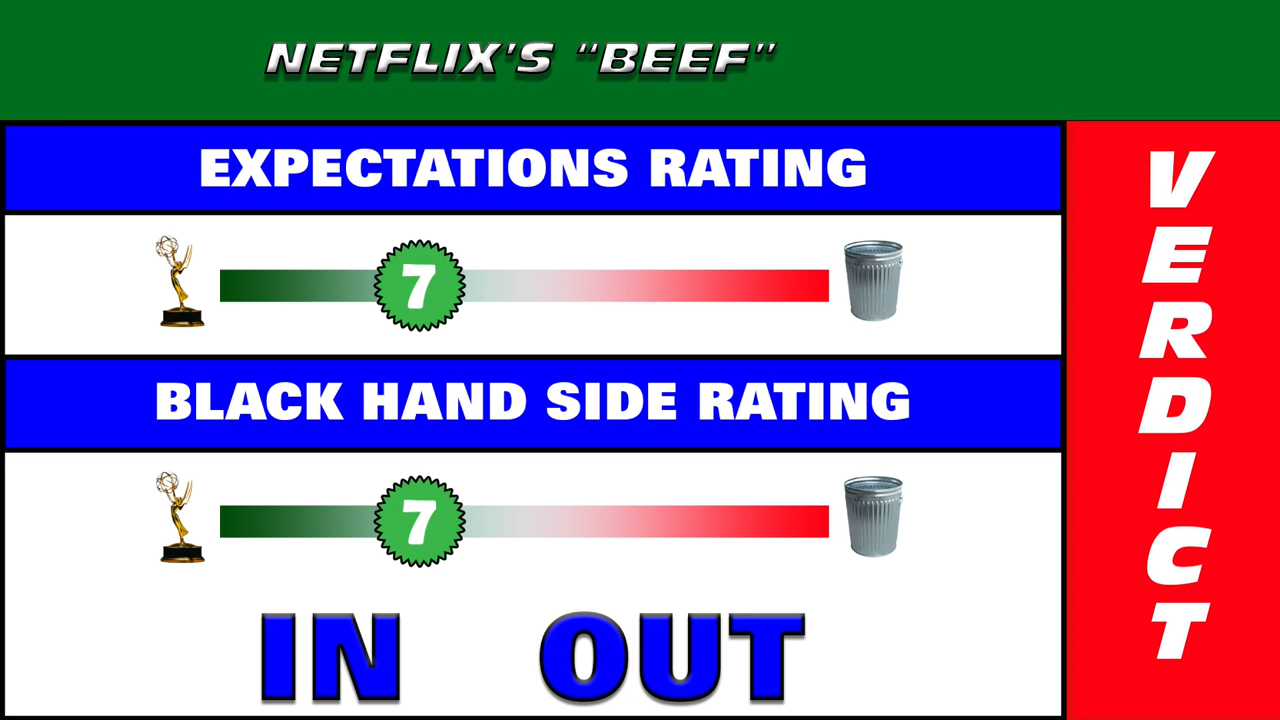 NETFLIX'S “BEEF”
EXPECTATIONS RATING
7
BLACK HAND SIDE RATING
7
IN OUT
VERDICT